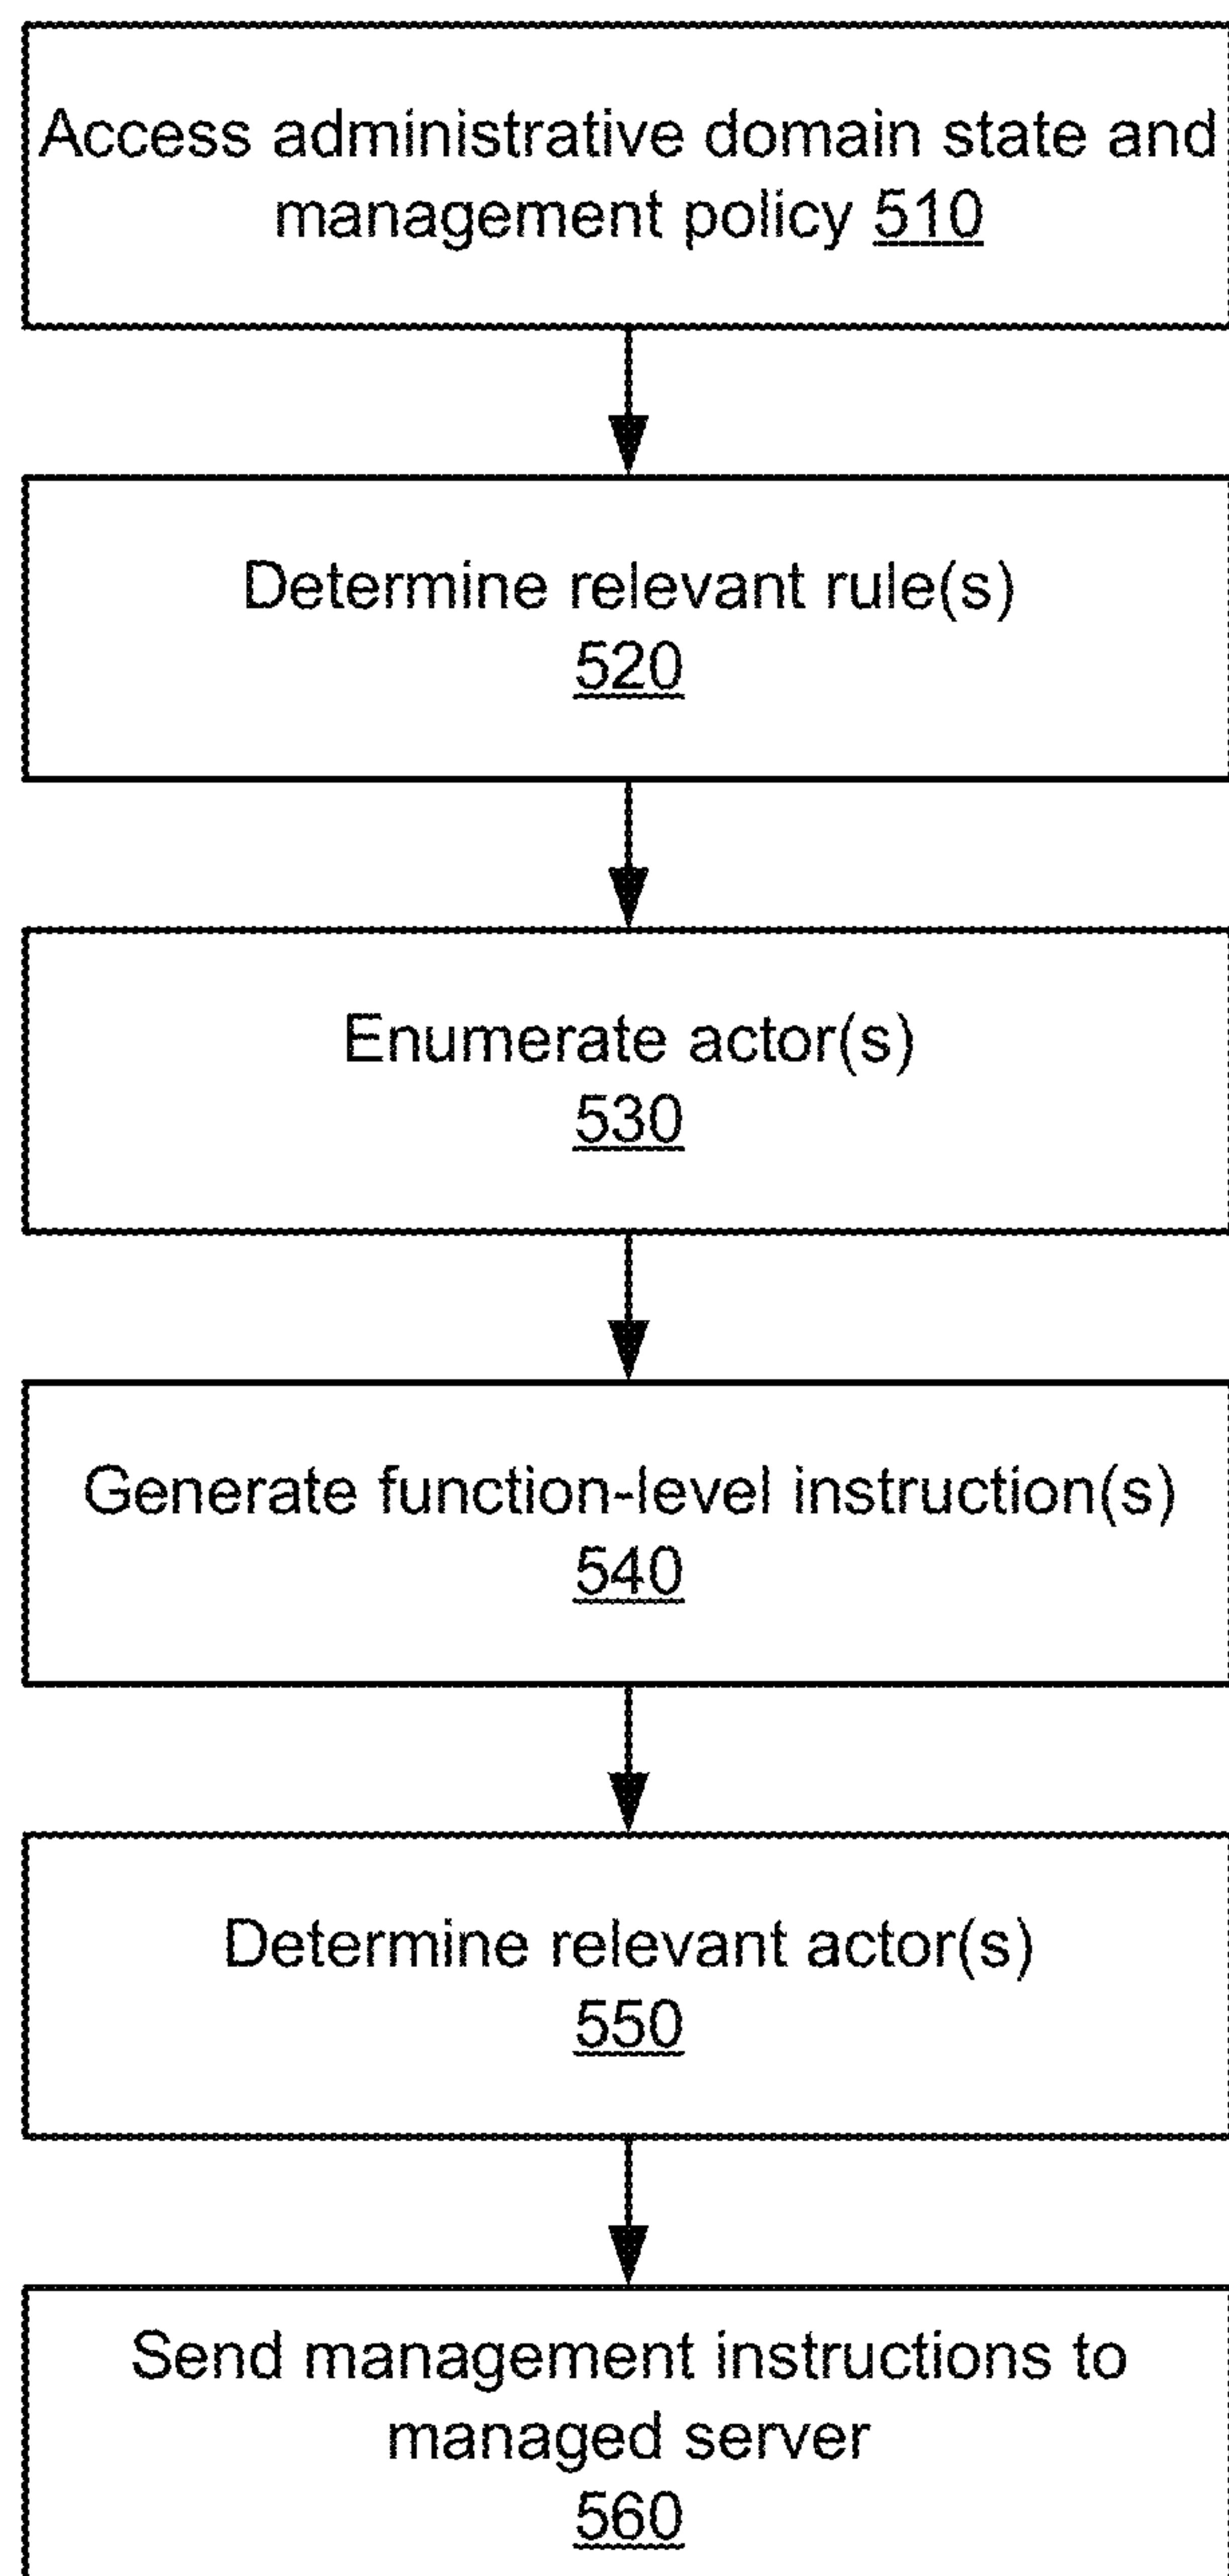 Access administrative domain state and
management policy 510
Determine relevant rule(s)
520
Enumerate actor(s)
530
Generate function-level instruction(s)
540
Determine relevant actor(s)
550
Send management instructions to
managed server
560